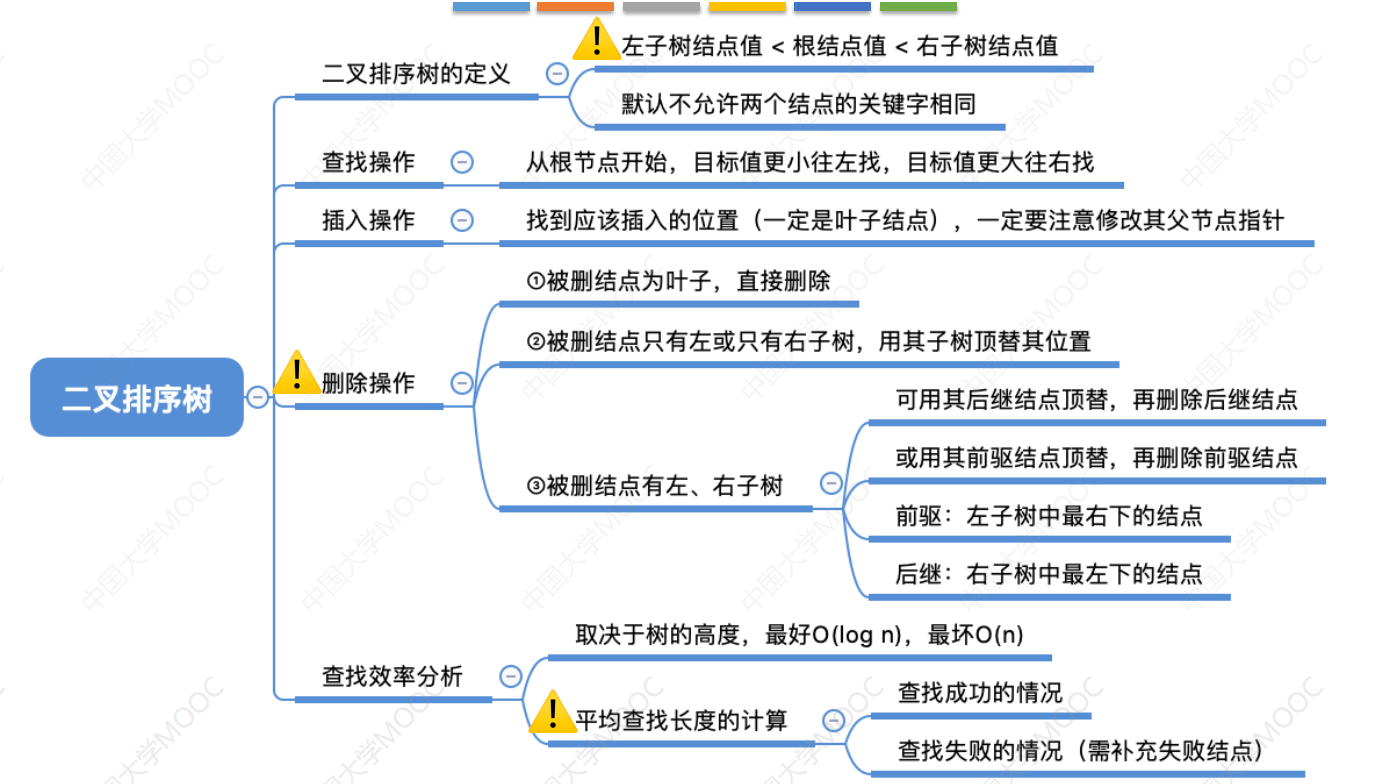 左子树结点值 < 根结点值 < 右子树结点值
二叉排序树的定义
默认不允许两个结点的关键字相同
查找操作
从根节点开始，目标值更小往左找，目标值更大往右找
插入操作
找到应该插入的位置（一定是叶子结点），一定要注意修改其父节点指针
①被删结点为叶子，直接删除
②被删结点只有左或只有右子树，用其子树顶替其位置
删除操作
二叉排序树
可用其后继结点顶替，再删除后继结点
或用其前驱结点顶替，再删除前驱结点
③被删结点有左、右子树
前驱：左子树中最右下的结点
后继：右子树中最左下的结点
取决于树的高度，最好O(log n)，最坏O(n)
查找效率分析
查找成功的情况
平均查找长度的计算
查找失败的情况（需补充失败结点）
中国大学MOOC